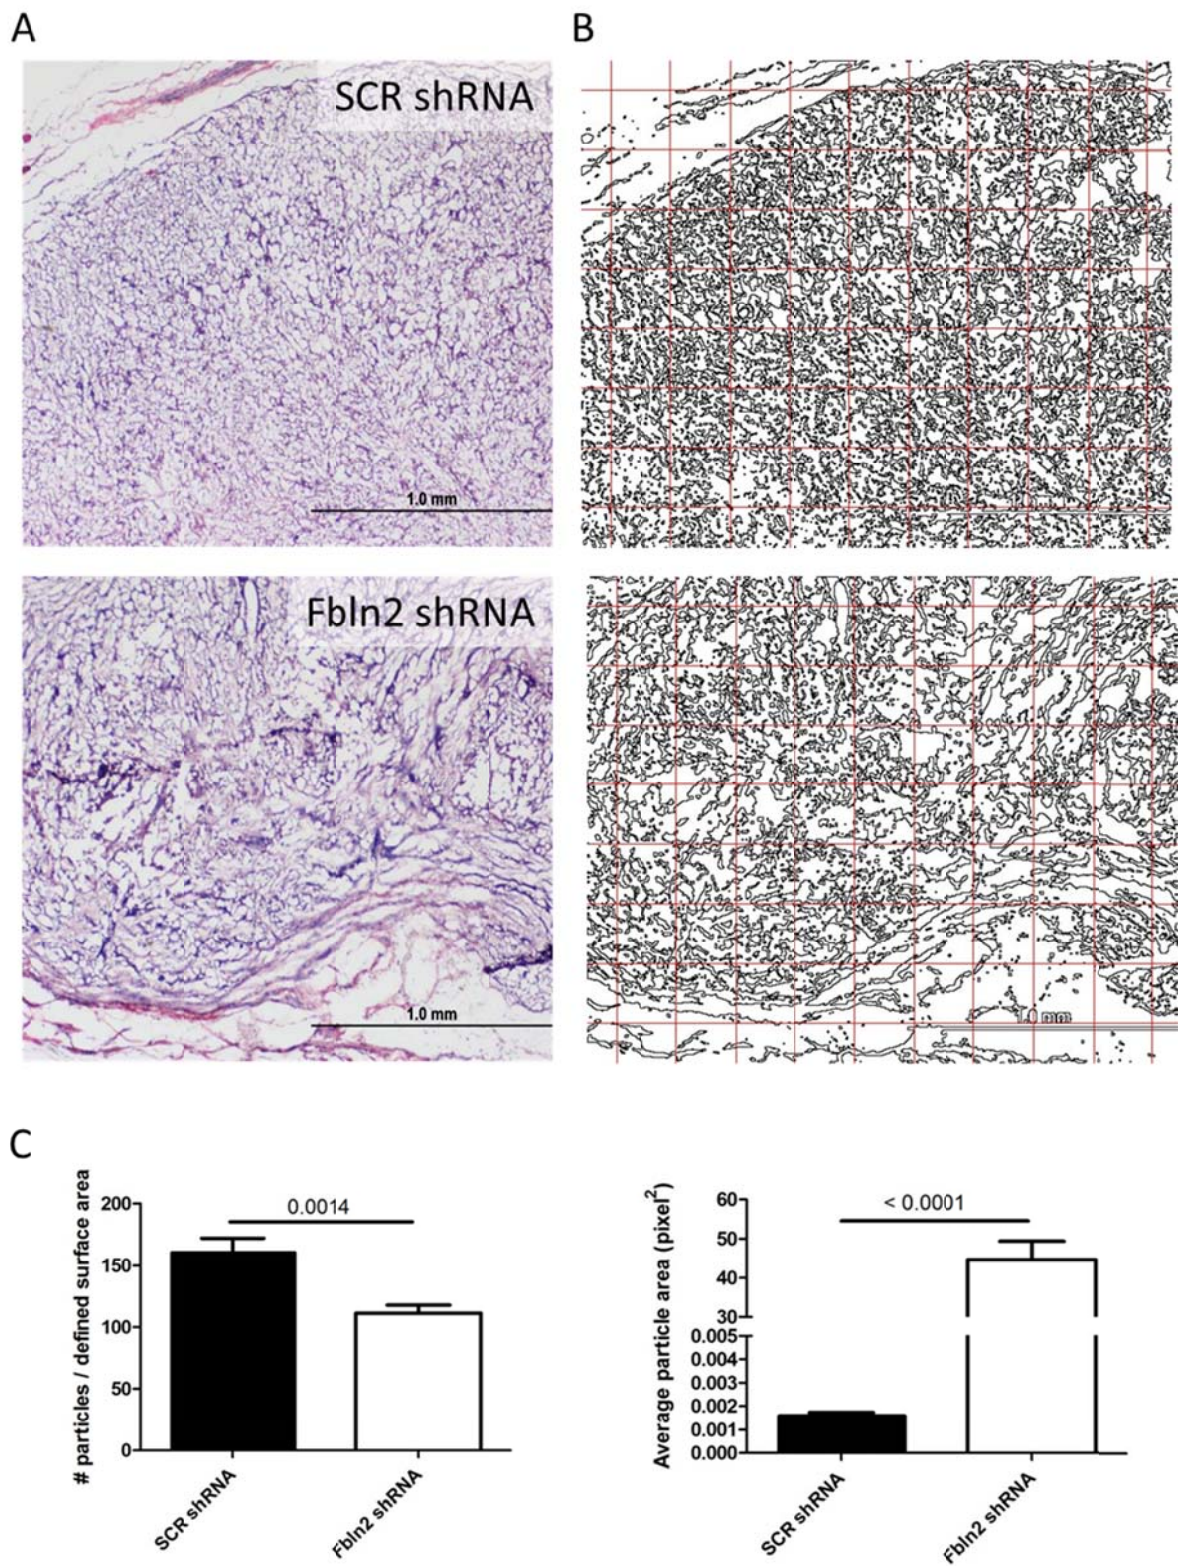 A
B
SCR shRNA
1.0 mm
Fbln2 shRNA
1.0 mm
1.0 mm
C
# particles / defined surface area
200
150
100
50
0
0.0014
SCR shRNA
Fbln2 shRNA
Average particle area (pixel²)
60
50
40
30
0.005
0.004
0.003
0.002
0.001
0.000
< 0.0001
SCR shRNA
Fbln2 shRNA